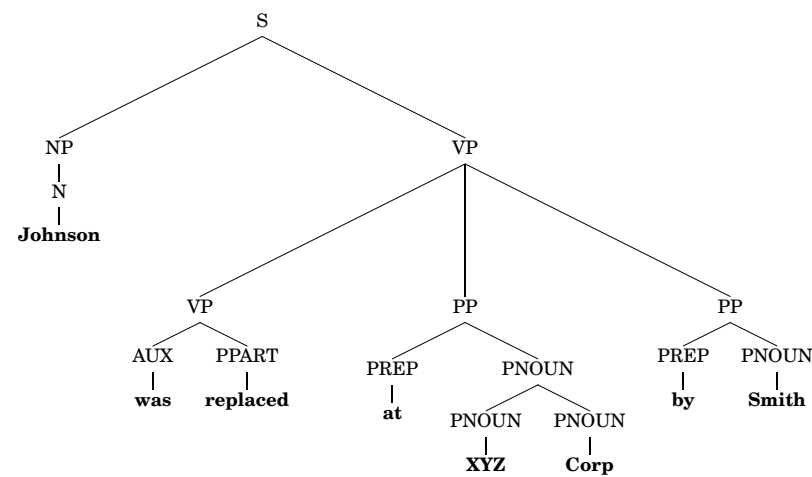 S
NP VP
N
Johnson
VP PP PP
AUX PPART PREP PNOUN PREP PNOUN
was replaced at by Smith
PNOUN PNOUN
XYZ Corp